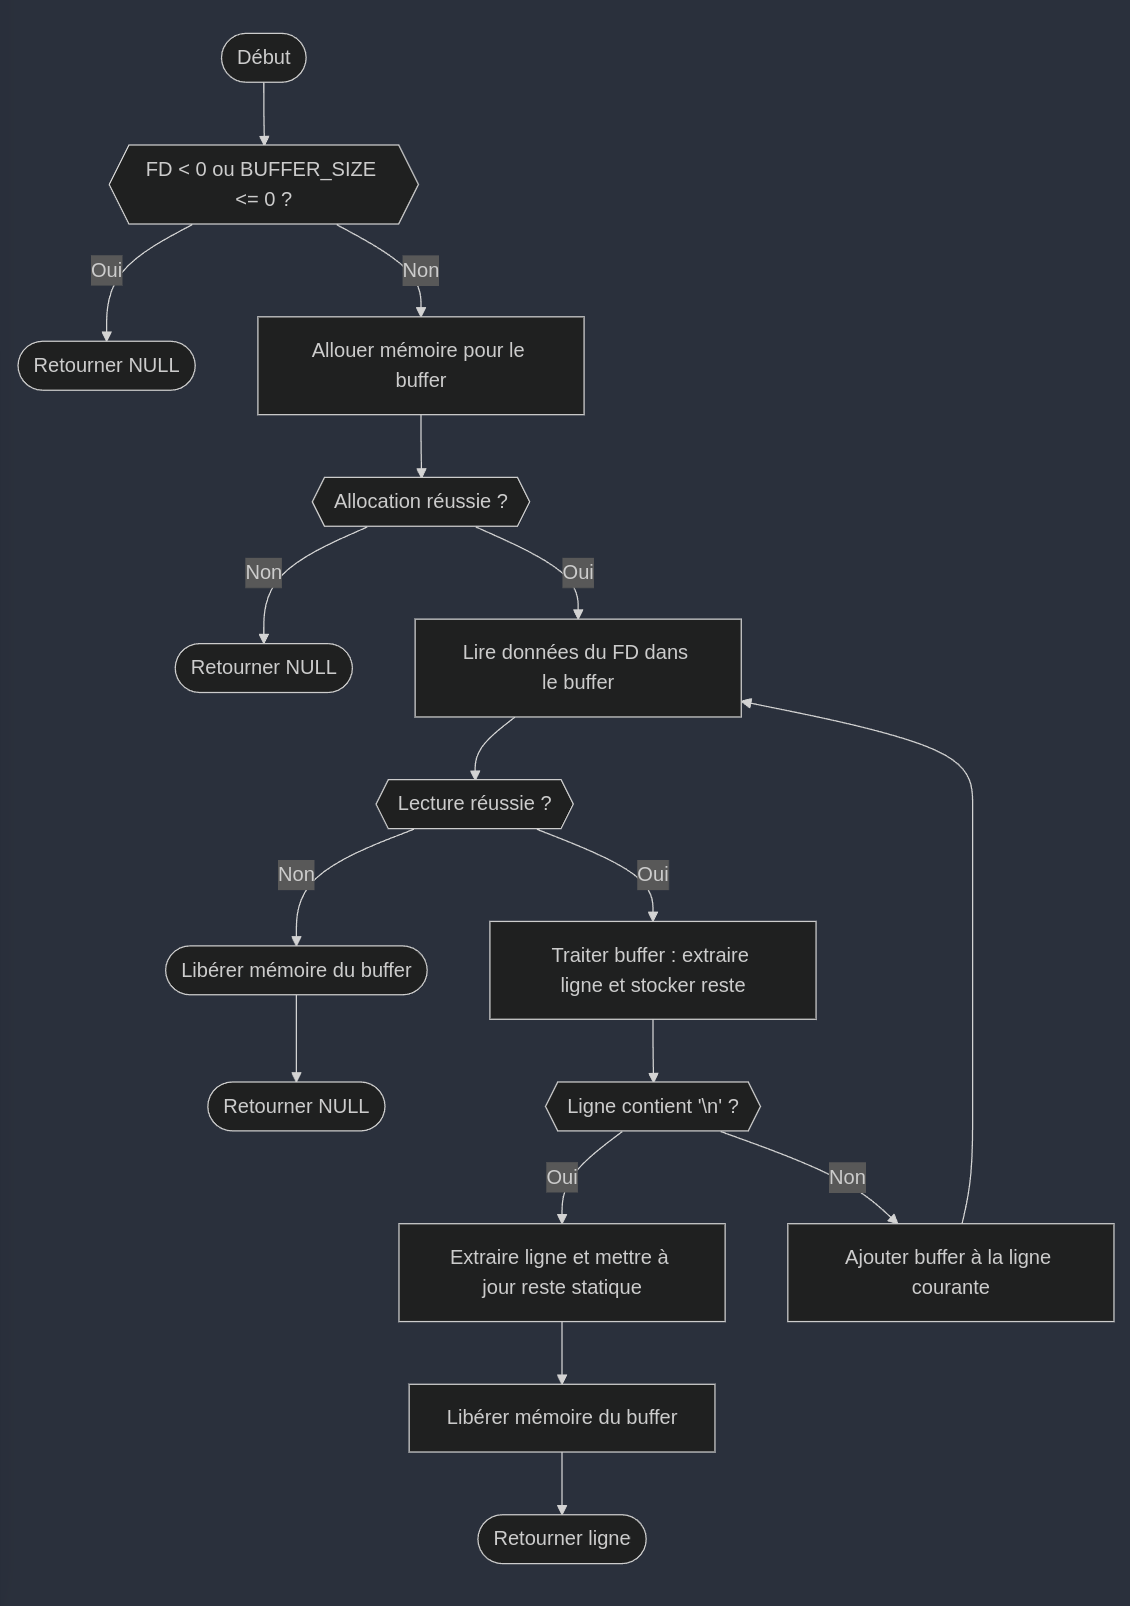 Début
FD < 0 ou BUFFER_SIZE
<= 0 ?
Oui
Non
Retourner NULL
Allouer mémoire pour le
buffer
Allocation réussie ?
Non
Oui
Retourner NULL
Lire données du FD dans
le buffer
Lecture réussie ?
Non
Oui
Libérer mémoire du buffer
Traiter buffer : extraire
ligne et stocker reste
Retourner NULL
Ligne contient '\n' ?
Oui
Non
Extraire ligne et mettre à
jour reste statique
Ajouter buffer à la ligne
courante
Libérer mémoire du buffer
Retourner ligne